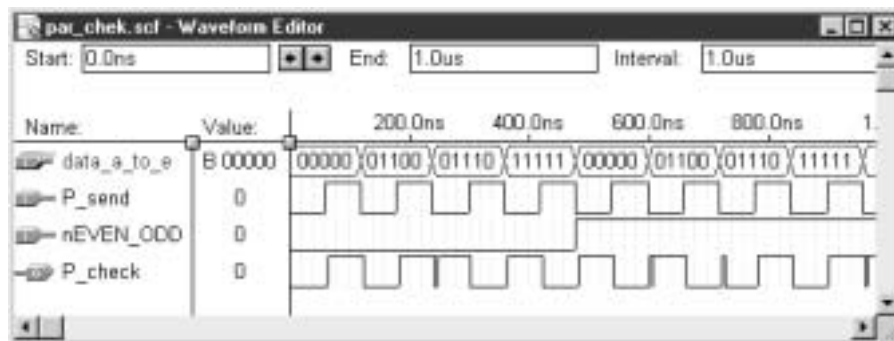 par_chek.scf - Waveform Editor
Start: 0.0ns End: 1.0us Interval: 1.0us
Name: Value: 200.0ns 400.0ns 600.0ns 800.0ns 1.
data_a_to_e B 00000 00000 01100 01110 11111 00000 01100 01110 11111
P_send 0
nEVEN_ODD 0
P_check 0